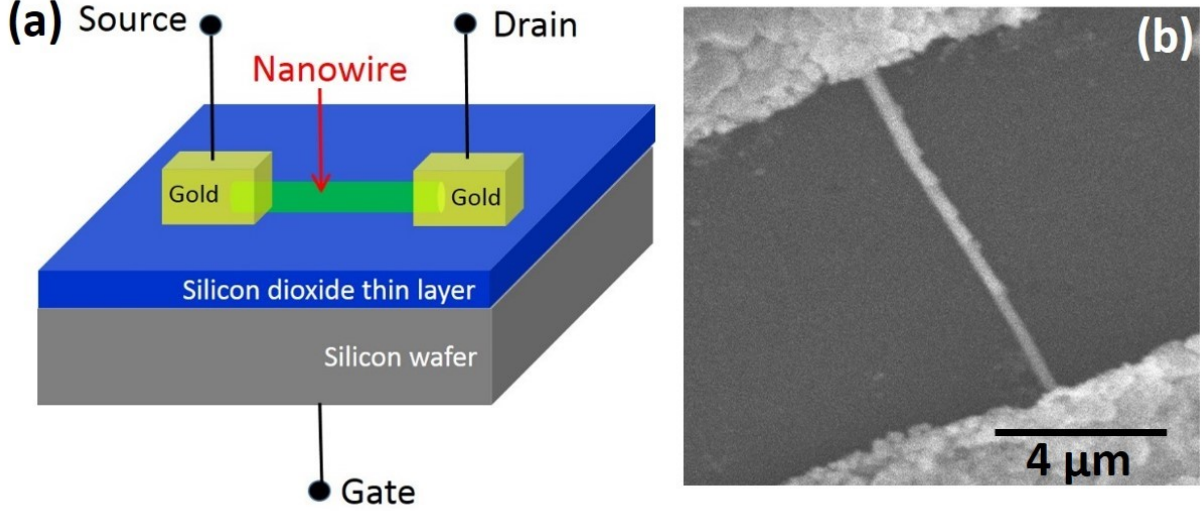 (a)
Source
Drain
Nanowire
Gold
Gold
Silicon dioxide thin layer
Silicon wafer
Gate
(b)
4 μm